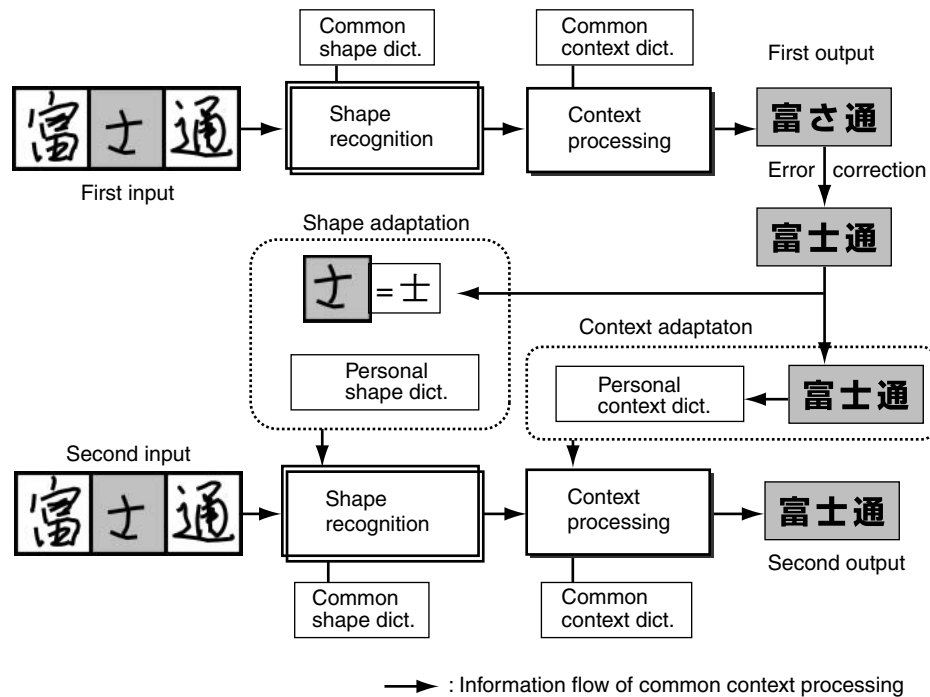 Common
shape dict.
Common
context dict.
First output
富士通
Shape
recognition
Context
processing
富さ通
First input
Error correction
富士通
Shape adaptation
士 = 士
Context adaptaton
Personal
shape dict.
Personal
context dict.
富士通
Second input
富士通
Shape
recognition
Context
processing
富士通
Second output
Common
shape dict.
Common
context dict.
: Information flow of common context processing